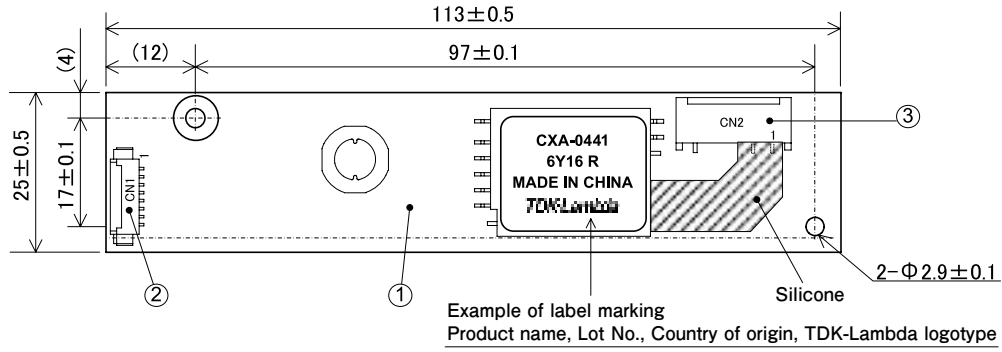 113±0.5
(12)
97±0.1
(4)
25±0.5
17±0.1
1
CN1
CXA-0441
6Y16 R
MADE IN CHINA
TDK-Lambda
CN2
1
③
②
①
2-Φ2.9±0.1
Silicone
Example of label marking
Product name, Lot No., Country of origin, TDK-Lambda logotype